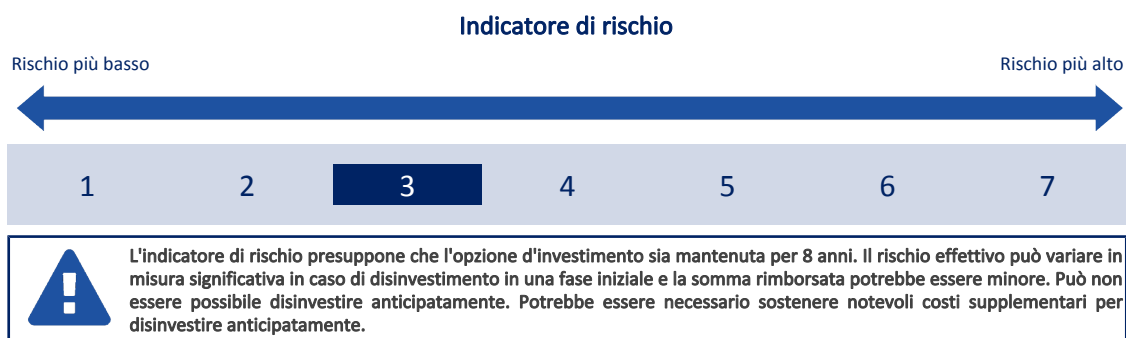 Indicatore di rischio
Rischio più basso
Rischio più alto
1 2 3 4 5 6 7
L'indicatore di rischio presuppone che l'opzione d'investimento sia mantenuta per 8 anni. Il rischio effettivo può variare in
misura significativa in caso di disinvestimento in una fase iniziale e la somma rimborsata potrebbe essere minore. Può non
essere possibile disinvestire anticipatamente. Potrebbe essere necessario sostenere notevoli costi supplementari per
disinvestire anticipatamente.